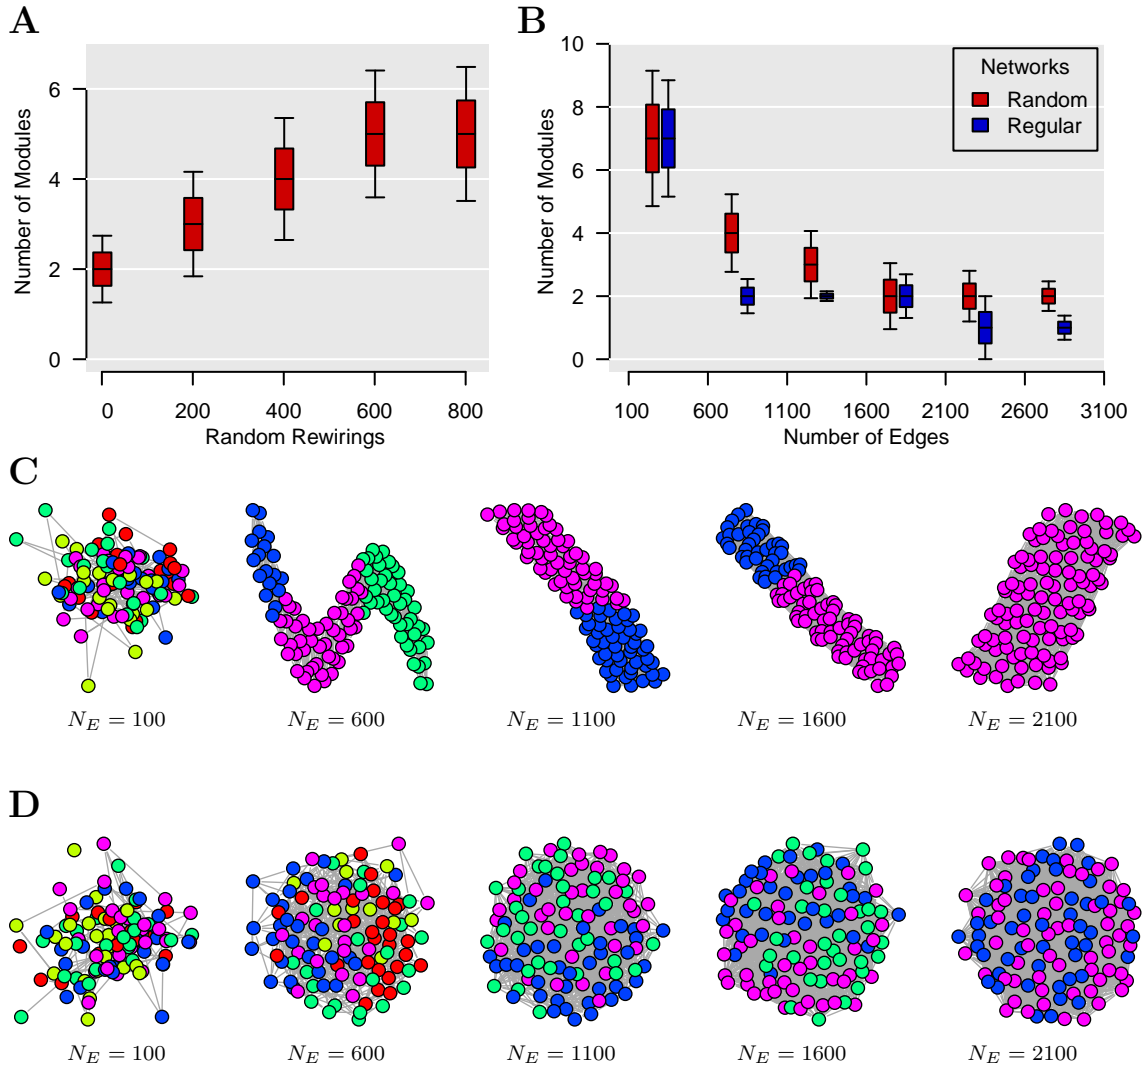 A
Number of Modules
6
4
2
0
0 200 400 600 800
Random Rewirings
B
Number of Modules
10
8
6
4
2
0
Networks
Random
Regular
100 600 1100 1600 2100 2600 3100
Number of Edges
C
N_E = 100 N_E = 600 N_E = 1100 N_E = 1600 N_E = 2100
D
N_E = 100 N_E = 600 N_E = 1100 N_E = 1600 N_E = 2100